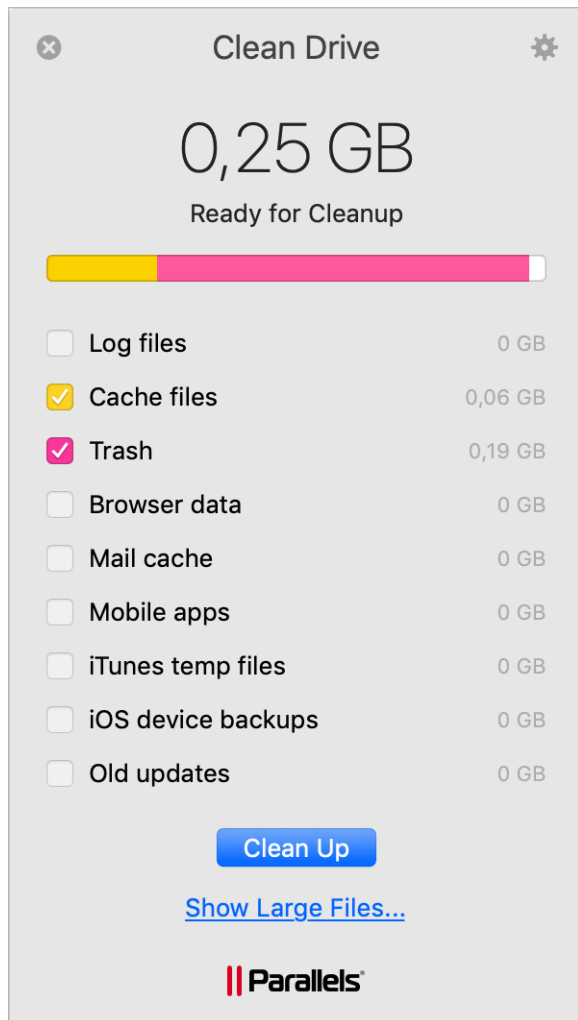 Clean Drive
0,25 GB
Ready for Cleanup
Log files 0 GB
Cache files 0,06 GB
Trash 0,19 GB
Browser data 0 GB
Mail cache 0 GB
Mobile apps 0 GB
iTunes temp files 0 GB
iOS device backups 0 GB
Old updates 0 GB
Clean Up
Show Large Files...
Parallels®